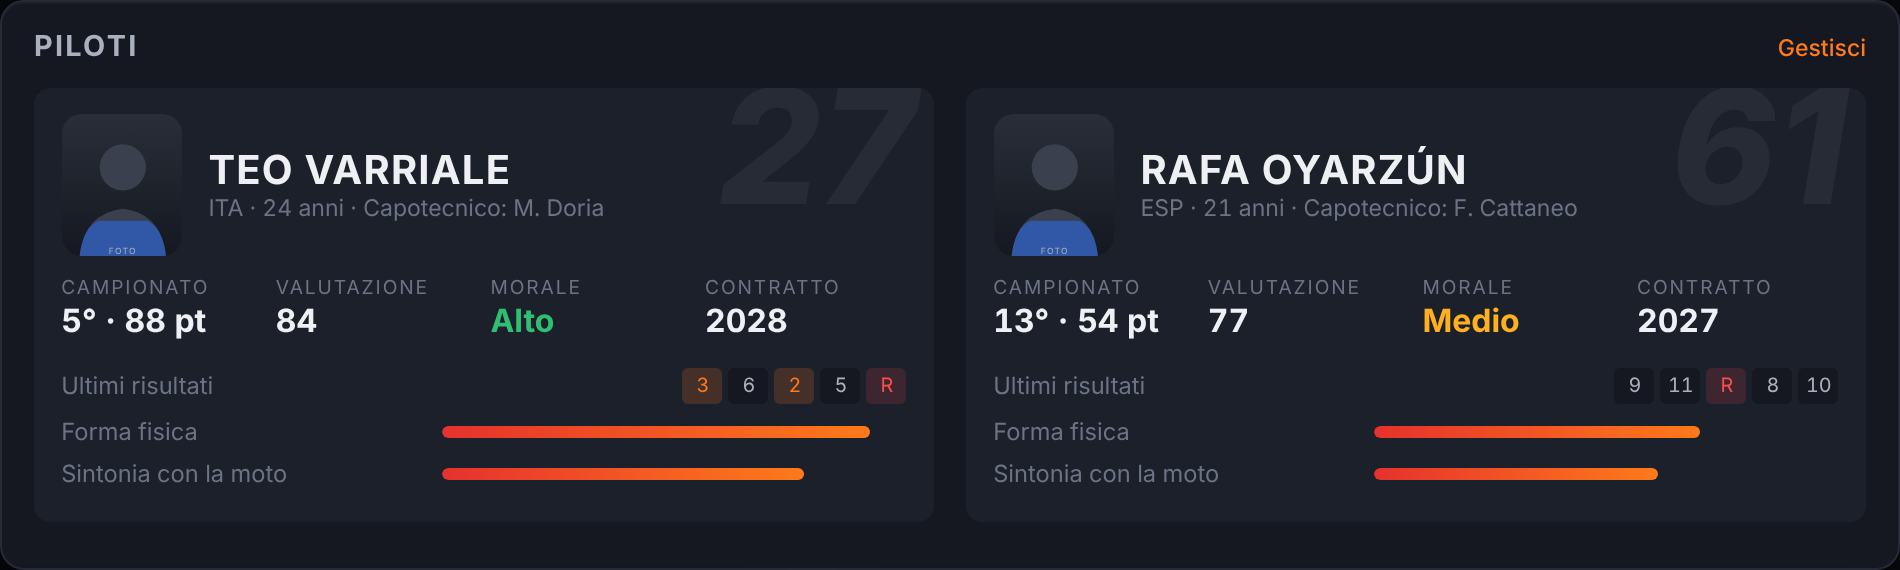 PILOTI
Gestisci
27
FOTO
TEO VARRIALE
ITA · 24 anni · Capotecnico: M. Doria
CAMPIONATO VALUTAZIONE MORALE CONTRATTO
5° · 88 pt 84 Alto 2028
Ultimi risultati 3 6 2 5 R
Forma fisica
Sintonia con la moto
61
FOTO
RAFA OYARZÚN
ESP · 21 anni · Capotecnico: F. Cattaneo
CAMPIONATO VALUTAZIONE MORALE CONTRATTO
13° · 54 pt 77 Medio 2027
Ultimi risultati 9 11 R 8 10
Forma fisica
Sintonia con la moto